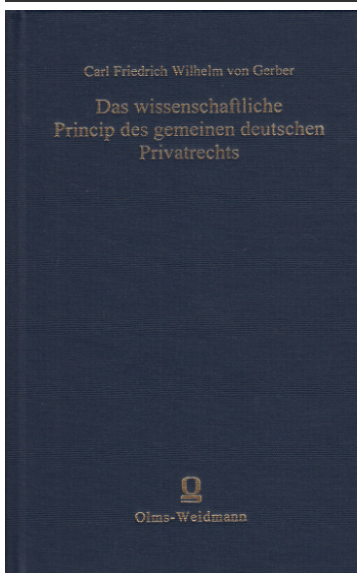 Carl Friedrich Wilhelm von Gerber
Das wissenschaftliche
Princip des gemeinen deutschen
Privatrechts
Olms-Weidmann